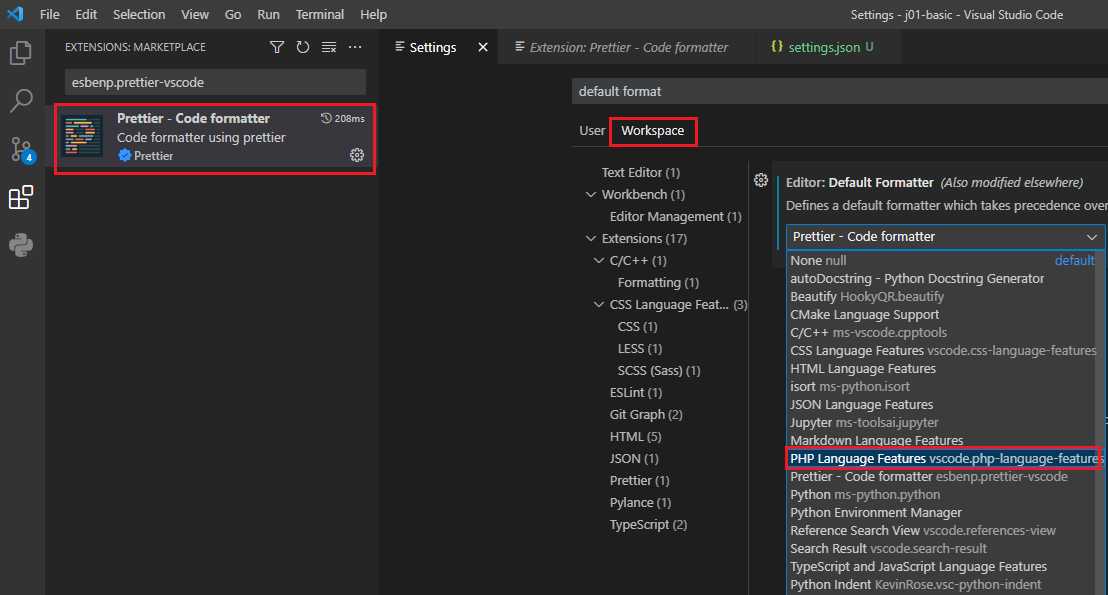 File Edit Selection View Go Run Terminal Help
Settings - j01-basic - Visual Studio Code
EXTENSIONS: MARKETPLACE
esbenp.prettier-vscode
Prettier - Code formatter 208ms
Code formatter using prettier
Prettier
4
Settings
Extension: Prettier - Code formatter
{} settings.json U
default format
User Workspace
Text Editor (1)
Workbench (1)
Editor Management (1)
Extensions (17)
C/C++ (1)
Formatting (1)
CSS Language Feat... (3)
CSS (1)
LESS (1)
SCSS (Sass) (1)
ESLint (1)
Git Graph (2)
HTML (5)
JSON (1)
Prettier (1)
Pylance (1)
TypeScript (2)
Editor: Default Formatter (Also modified elsewhere)
Defines a default formatter which takes precedence over
Prettier - Code formatter
None null default
autoDocstring - Python Docstring Generator
Beautify HookyQR.beautify
CMake Language Support
C/C++ ms-vscode.cpptools
CSS Language Features vscode.css-language-features
HTML Language Features
isort ms-python.isort
JSON Language Features
Jupyter ms-toolsai.jupyter
Markdown Language Features
PHP Language Features vscode.php-language-features
Prettier - Code formatter esbenp.prettier-vscode
Python ms-python.python
Python Environment Manager
Reference Search View vscode.references-view
Search Result vscode.search-result
TypeScript and JavaScript Language Features
Python Indent KevinRose.vsc-python-indent